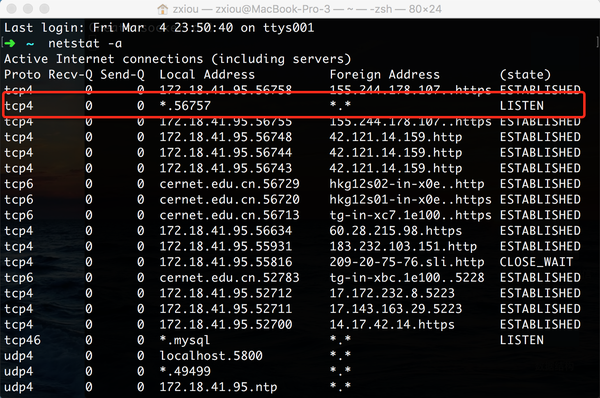 zxiou — zxiou@MacBook-Pro-3 — ~ — -zsh — 80×24
Last login: Fri Mar  4 23:50:40 on ttys001
➜  ~  netstat -a
Active Internet connections (including servers)
Proto Recv-Q Send-Q  Local Address          Foreign Address        (state)
tcp4       0      0  172.18.41.95.56758     155.244.178.107..https ESTABLISHED
tcp4       0      0  *.56757                *.*                    LISTEN
tcp4       0      0  172.18.41.95.56755     155.244.178.107..https ESTABLISHED
tcp4       0      0  172.18.41.95.56748     42.121.14.159.http     ESTABLISHED
tcp4       0      0  172.18.41.95.56744     42.121.14.159.http     ESTABLISHED
tcp4       0      0  172.18.41.95.56743     42.121.14.159.http     ESTABLISHED
tcp6       0      0  cernet.edu.cn.56729    hkg12s02-in-x0e..http  ESTABLISHED
tcp6       0      0  cernet.edu.cn.56720    hkg12s01-in-x0e..https ESTABLISHED
tcp6       0      0  cernet.edu.cn.56713    tg-in-xc7.1e100..https ESTABLISHED
tcp4       0      0  172.18.41.95.56634     60.28.215.98.https     ESTABLISHED
tcp4       0      0  172.18.41.95.55931     183.232.103.151.http   ESTABLISHED
tcp4       0      0  172.18.41.95.55816     209-20-75-76.sli.http  CLOSE_WAIT
tcp6       0      0  cernet.edu.cn.52783    tg-in-xbc.1e100..5228  ESTABLISHED
tcp4       0      0  172.18.41.95.52712     17.172.232.8.5223      ESTABLISHED
tcp4       0      0  172.18.41.95.52711     17.143.163.29.5223     ESTABLISHED
tcp4       0      0  172.18.41.95.52700     14.17.42.14.https      ESTABLISHED
tcp46      0      0  *.mysql                *.*                    LISTEN
udp4       0      0  localhost.5800         *.*
udp4       0      0  *.49499                *.*
udp4       0      0  172.18.41.95.ntp       *.*